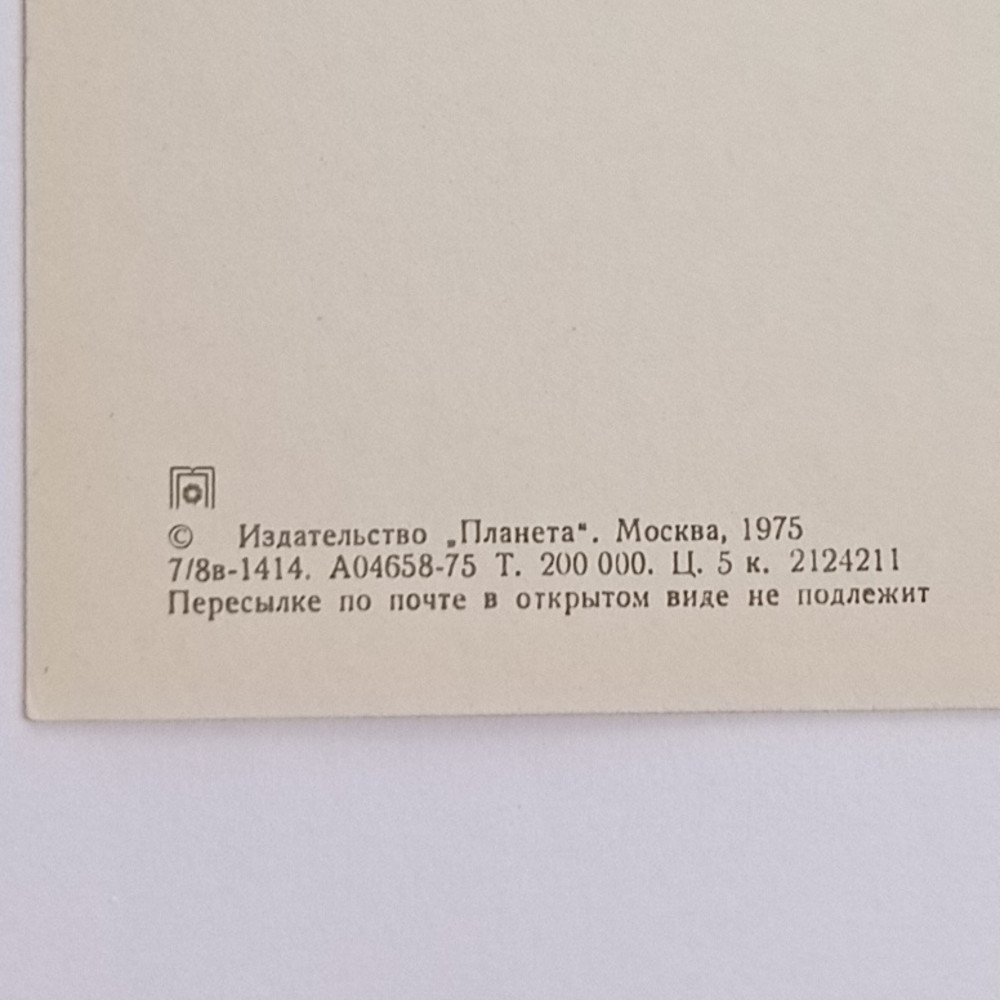 © Издательство „Планета“. Москва, 1975
7/8в-1414. А04658-75 Т. 200 000. Ц. 5 к. 2124211
Пересылке по почте в открытом виде не подлежит